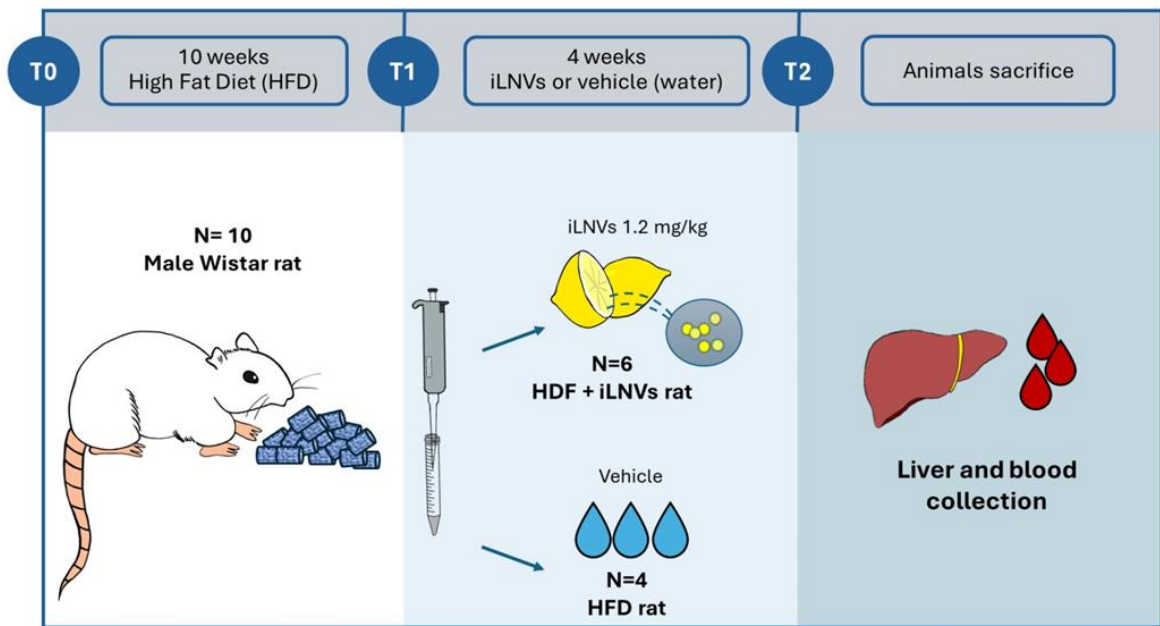 T0
10 weeks
High Fat Diet (HFD)
T1
4 weeks
iLNVs or vehicle (water)
T2
Animals sacrifice
N= 10
Male Wistar rat
iLNVs 1.2 mg/kg
N=6
HDF + iLNVs rat
Vehicle
N=4
HFD rat
Liver and blood
collection